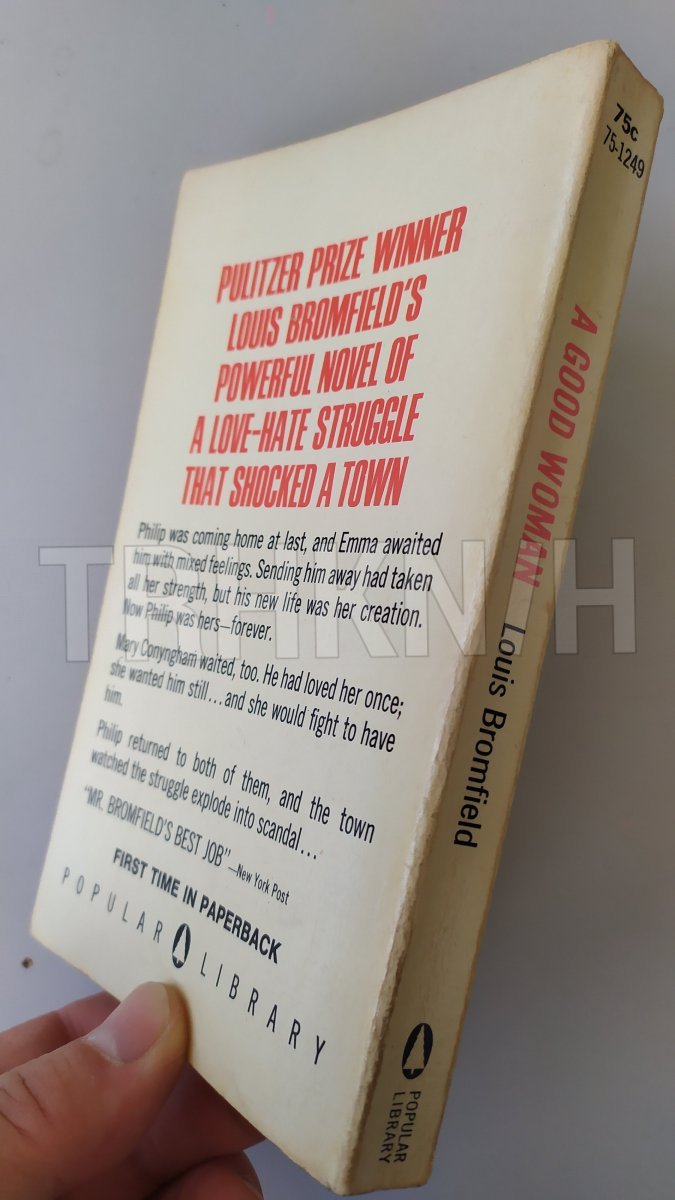 PULITZER PRIZE WINNER
LOUIS BROMFIELD'S
POWERFUL NOVEL OF
A LOVE-HATE STRUGGLE
THAT SHOCKED A TOWN
Philip was coming home at last, and Emma awaited
him with mixed feelings. Sending him away had taken
all her strength, but his new life was her creation.
Now Philip was hers—forever.
Mary Conyngham waited, too. He had loved her once;
she wanted him still...and she would fight to have
him.
Philip returned to both of them, and the town
watched the struggle explode into scandal...
"MR. BROMFIELD'S BEST JOB"—New York Post
FIRST TIME IN PAPERBACK
POPULAR LIBRARY
75c
75-1249
A GOOD WOMAN Louis Bromfield
POPULAR
LIBRARY